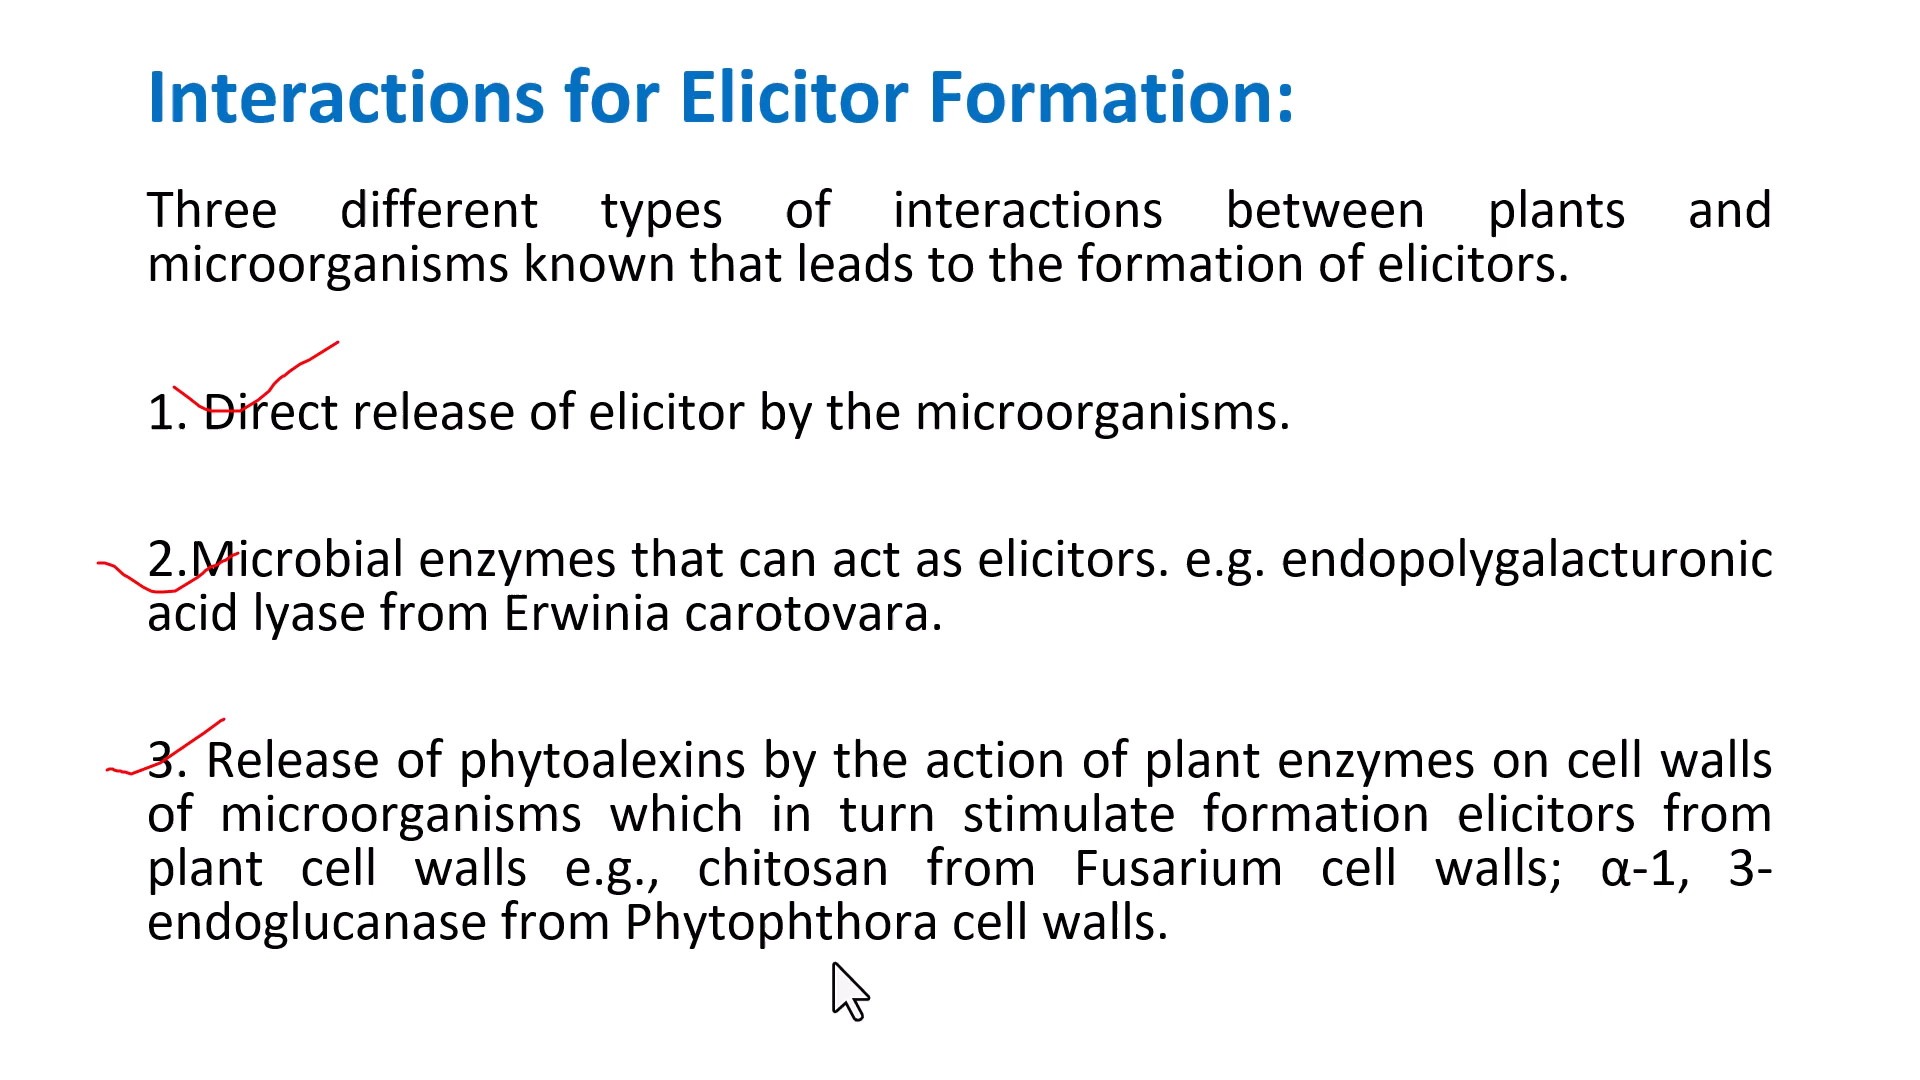 Interactions for Elicitor Formation:
Three different types of interactions between plants and
microorganisms known that leads to the formation of elicitors.
1. Direct release of elicitor by the microorganisms.
2.Microbial enzymes that can act as elicitors. e.g. endopolygalacturonic
acid lyase from Erwinia carotovara.
3. Release of phytoalexins by the action of plant enzymes on cell walls
of microorganisms which in turn stimulate formation elicitors from
plant cell walls e.g., chitosan from Fusarium cell walls; α-1, 3-
endoglucanase from Phytophthora cell walls.